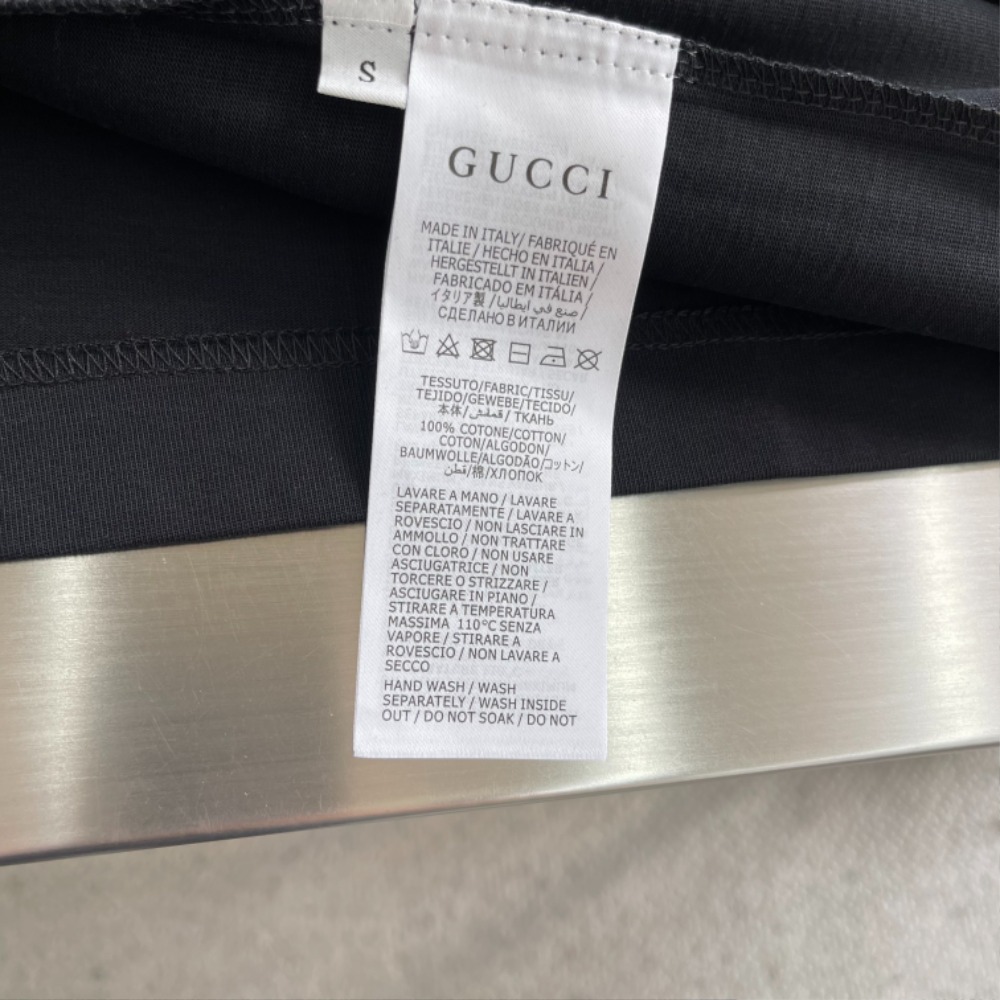 S
GUCCI
MADE IN ITALY/ FABRIQUÉ EN
ITALIE / HECHO EN ITALIA /
HERGESTELLT IN ITALIEN /
FABRICADO EM ITÁLIA /
イタリア製 / صنع في ايطاليا /
СДЕЛАНО В ИТАЛИИ
TESSUTO/FABRIC/TISSU/
TEJIDO/GEWEBE/TECIDO/
本体/ قملش / ТКАНЬ
100% COTONE/COTTON/
COTON/ALGODON/
BAUMWOLLE/ALGODÃO/コットン/
قطن/棉/ХЛОПОК
LAVARE A MANO / LAVARE
SEPARATAMENTE / LAVARE A
ROVESCIO / NON LASCIARE IN
AMMOLLO / NON TRATTARE
CON CLORO / NON USARE
ASCIUGATRICE / NON
TORCERE O STRIZZARE /
ASCIUGARE IN PIANO /
STIRARE A TEMPERATURA
MASSIMA 110°C SENZA
VAPORE / STIRARE A
ROVESCIO / NON LAVARE A
SECCO
HAND WASH / WASH
SEPARATELY / WASH INSIDE
OUT / DO NOT SOAK / DO NOT